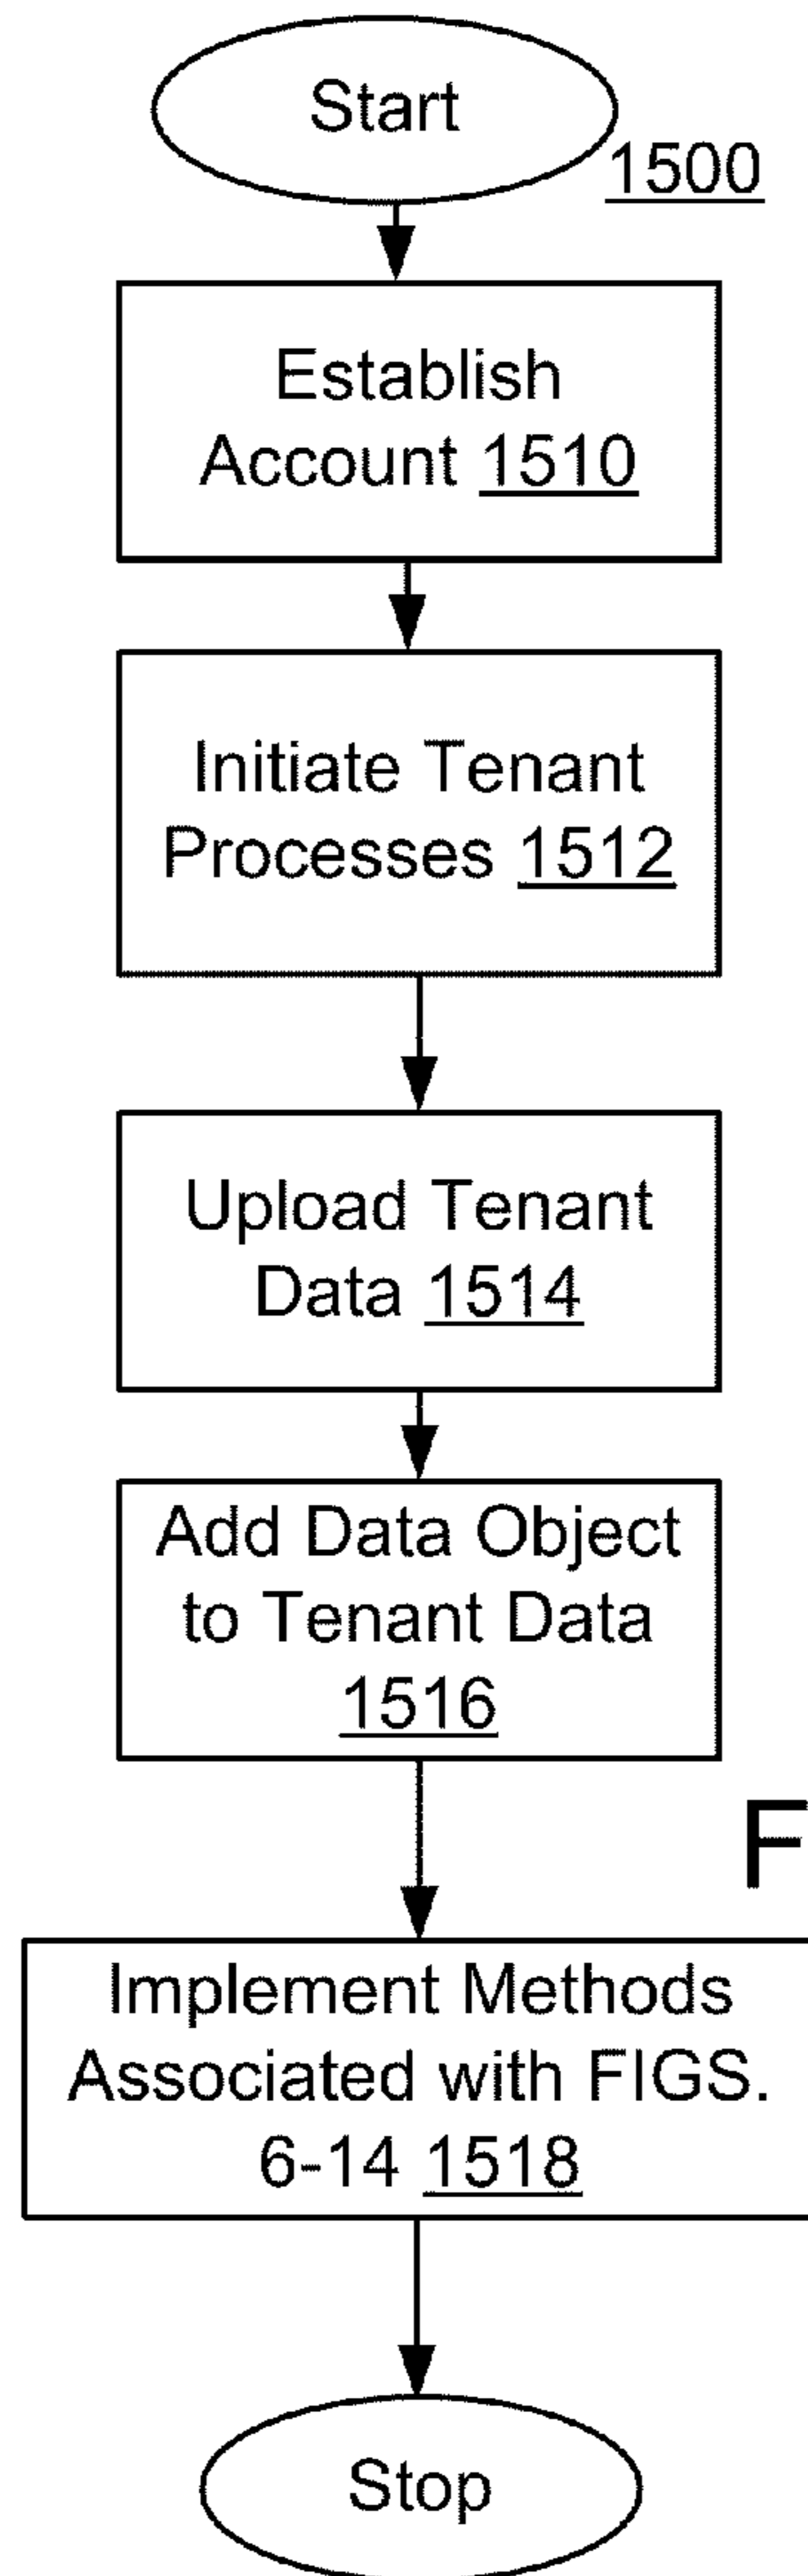 Start
1500
Establish
Account 1510
Initiate Tenant
Processes 1512
Upload Tenant
Data 1514
Add Data Object
to Tenant Data
1516
F
Implement Methods
Associated with FIGS.
6-14 1518
Stop